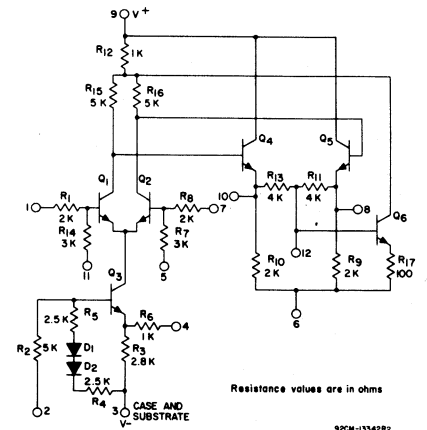 9 V+
R12 1K
R15 5K
R16 5K
Q4
Q5
Q1
Q2
R13 4K
R11 4K
10
8
Q6
1
R1 2K
R8 2K
7
R14 3K
R7 3K
11
5
12
R10 2K
R9 2K
R17 100
Q3
6
R5 2.5K
R6 1K
4
R2 5K
D1
D2
R3 2.8K
2.5K R4
2
3 V-
CASE AND SUBSTRATE
Resistance values are in ohms
92CM-13342R2